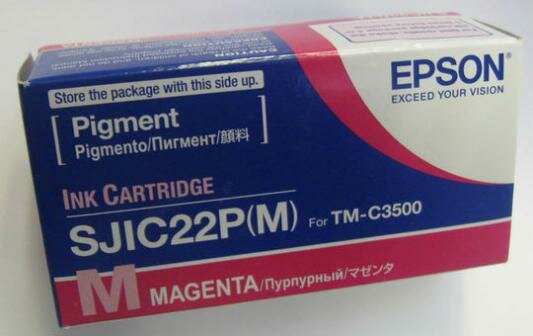 Store the package with this side up.
EPSON®
EXCEED YOUR VISION
Pigment
Pigmento/Пигмент/顔料
INK CARTRIDGE
SJIC22P(M) For TM-C3500
M MAGENTA/Пурпурный/マゼンタ